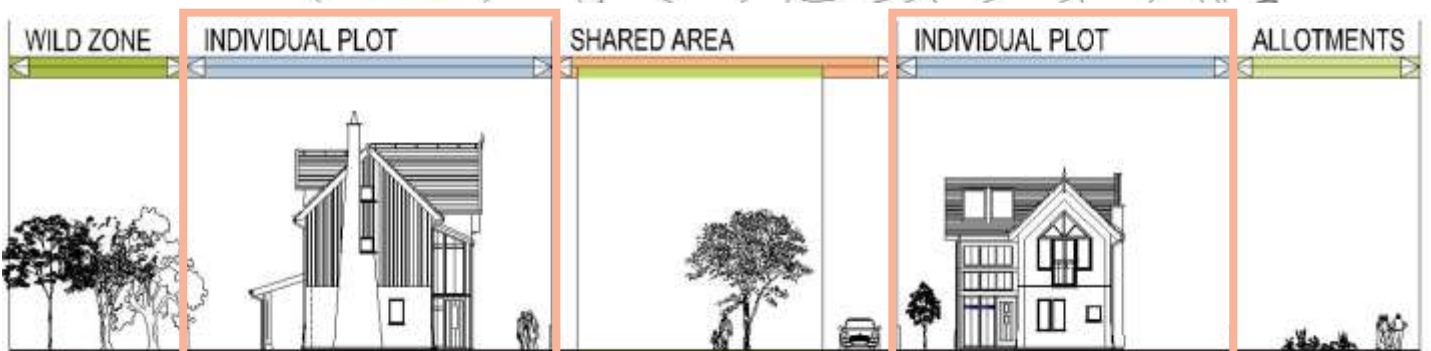 WILD ZONE
INDIVIDUAL PLOT
SHARED AREA
INDIVIDUAL PLOT
ALLOTMENTS